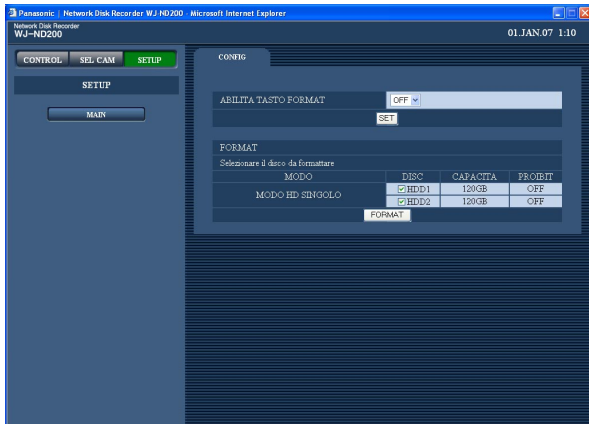 Panasonic | Network Disk Recorder WJ-ND200 - Microsoft Internet Explorer
Network Disk Recorder
WJ-ND200
01.JAN.07 1:10
CONTROL SEL CAM SETUP
SETUP
MAIN
CONFIG
ABILITA TASTO FORMAT OFF
SET
FORMAT
Selezionare il disco da formattare
MODO DISC CAPACITA PROIBIT
MODO HD SINGOLO
HDD1 120GB OFF
HDD2 120GB OFF
FORMAT